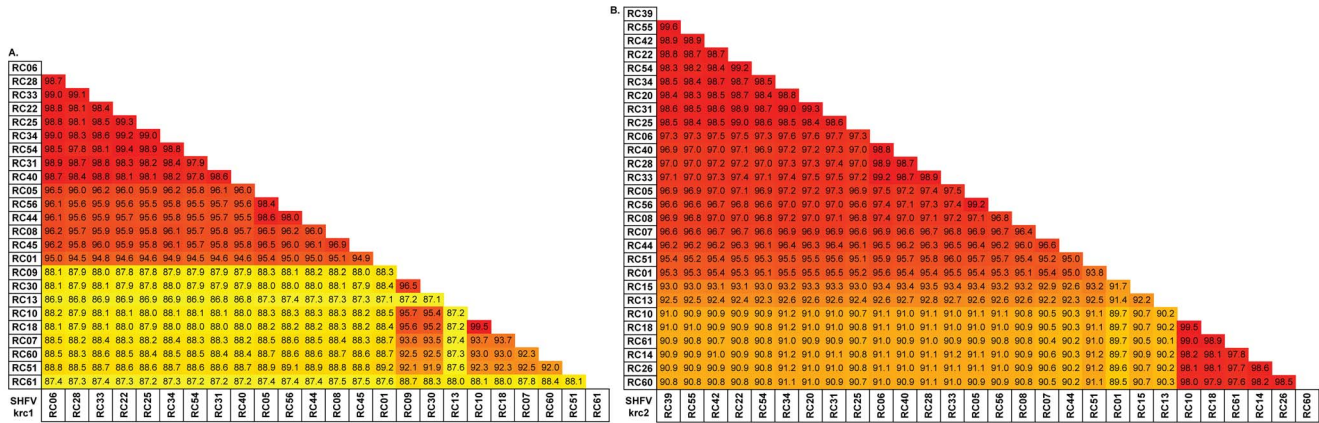 A.
RC06
RC28 98.7
RC33 99.0 99.1
RC22 98.8 98.1 98.4
RC25 98.8 98.1 98.5 99.3
RC34 99.0 98.3 98.6 99.2 99.0
RC54 98.5 97.8 98.1 99.4 98.9 98.8
RC31 98.9 98.7 98.8 98.3 98.2 98.4 97.9
RC40 98.7 98.4 98.8 98.1 98.1 98.2 97.8 98.6
RC05 96.5 96.0 96.2 96.0 95.9 96.2 95.8 96.1 96.0
RC56 96.1 95.6 95.9 95.6 95.5 95.8 95.5 95.7 95.6 98.4
RC44 96.1 95.6 95.9 95.7 95.6 95.8 95.5 95.7 95.5 98.6 98.0
RC08 96.2 95.7 95.9 95.8 95.8 96.1 95.7 95.8 95.7 96.5 96.2 96.0
RC45 96.2 95.8 96.0 95.9 95.8 96.1 95.8 95.8 95.6 96.5 96.0 96.1 96.9
RC01 95.0 94.5 94.8 94.6 94.6 94.9 94.5 94.6 94.6 95.4 95.0 95.0 95.1 94.9
RC09 88.1 87.9 88.0 87.8 87.8 87.9 87.9 87.9 87.9 88.3 88.1 88.2 88.2 88.0 88.3
RC30 88.1 87.9 88.1 87.9 87.8 88.0 87.9 87.9 87.9 88.0 88.0 88.1 87.9 88.4 96.5
RC13 86.9 86.8 86.9 86.9 86.9 86.9 86.9 86.8 86.8 87.3 87.4 87.3 87.3 87.3 87.1 87.2 87.1
RC10 88.2 87.9 88.1 88.1 88.0 88.1 88.1 88.0 88.1 88.3 88.2 88.2 88.3 88.2 88.5 95.7 95.4 87.2
RC18 88.1 87.9 88.1 88.0 87.9 88.0 88.0 88.0 88.0 88.2 88.2 88.2 88.3 88.2 88.4 95.6 95.2 87.2 99.5
RC07 88.5 88.2 88.4 88.3 88.2 88.4 88.3 88.3 88.2 88.5 88.6 88.5 88.4 88.3 88.7 93.6 93.5 87.4 93.7 93.7
RC60 88.5 88.3 88.6 88.5 88.4 88.5 88.4 88.3 88.4 88.7 88.6 88.6 88.7 88.6 88.7 92.5 92.5 87.3 93.0 93.0 92.3
RC51 88.8 88.5 88.7 88.6 88.5 88.7 88.6 88.5 88.6 88.9 89.1 88.9 88.8 88.8 89.2 92.1 91.9 87.6 92.3 92.3 92.5 92.0
RC61 87.4 87.3 87.4 87.3 87.2 87.3 87.2 87.2 87.2 87.4 87.5 87.4 87.5 87.5 87.6 88.7 88.3 88.0 88.1 88.0 88.1 88.4 88.1
SHFV krc1 RC06 RC28 RC33 RC22 RC25 RC34 RC54 RC31 RC40 RC05 RC56 RC44 RC08 RC45 RC01 RC09 RC30 RC13 RC10 RC18 RC07 RC60 RC51 RC61
B.
RC39
RC55 99.6
RC42 98.9 98.9
RC22 98.8 98.7 98.7
RC54 98.3 98.2 98.4 99.2
RC34 98.5 98.4 98.7 98.7 98.5
RC20 98.4 98.3 98.5 98.7 98.4 98.8
RC31 98.6 98.5 98.6 98.9 98.7 99.0 99.3
RC25 98.5 98.4 98.5 99.0 98.6 98.5 98.4 98.6
RC06 97.3 97.3 97.5 97.5 97.3 97.6 97.6 97.7 97.3
RC40 96.9 97.0 97.1 97.1 96.9 97.2 97.2 97.3 97.0 98.8
RC28 97.0 97.0 97.2 97.2 97.0 97.3 97.3 97.4 97.0 98.9 98.7
RC33 97.1 97.0 97.3 97.4 97.1 97.4 97.5 97.5 97.2 99.2 98.7 98.9
RC05 96.9 96.9 97.0 97.1 96.9 97.2 97.2 97.3 96.9 97.5 97.2 97.4 97.5
RC56 96.9 96.7 96.9 96.8 96.6 97.0 97.0 97.0 96.6 97.4 97.1 97.3 97.4 99.2
RC08 96.9 96.8 97.0 97.0 96.8 96.9 97.0 97.1 96.8 97.4 97.0 97.1 97.2 97.1 96.8
RC07 96.6 96.6 96.8 96.8 96.6 96.9 96.8 96.9 96.6 96.9 96.6 96.7 96.8 96.9 96.7 96.4
RC44 96.2 96.2 96.2 96.3 96.1 96.4 96.3 96.4 96.1 96.5 96.2 96.3 96.5 96.4 96.2 96.0 96.6
RC51 95.4 95.4 95.2 95.5 95.2 95.5 95.5 95.6 95.1 95.9 95.7 95.8 96.0 95.7 95.7 95.4 95.2 95.0
RC01 95.3 95.3 95.4 95.3 95.1 95.5 95.5 95.5 95.2 95.6 95.4 95.5 95.4 95.5 95.3 95.1 95.4 95.0 93.8
RC15 93.0 93.0 93.1 93.1 93.0 93.2 93.3 93.3 93.0 93.4 93.4 93.5 93.4 93.4 93.2 93.2 92.9 92.6 93.2 91.7
RC13 92.5 92.5 92.4 92.4 92.3 92.6 92.6 92.6 92.4 92.7 92.8 92.7 92.6 92.6 92.6 92.2 92.3 92.5 91.4 92.2
RC10 91.0 90.9 90.9 90.9 90.8 91.2 91.0 91.0 90.7 91.1 91.0 91.0 91.1 91.0 90.9 90.8 90.5 90.3 91.1 89.7 90.7 90.2
RC18 91.0 91.0 90.9 90.9 90.8 91.2 91.0 91.0 90.8 91.1 91.0 91.1 91.1 91.0 90.9 90.8 90.5 90.3 91.1 89.7 90.7 90.2 99.5
RC61 90.9 90.8 90.7 90.8 90.8 91.1 90.9 90.9 90.7 91.0 90.9 90.9 91.0 90.9 90.8 90.8 90.4 90.2 91.0 89.7 90.5 90.1 99.0 98.9
RC14 90.9 90.9 91.0 90.9 90.8 91.2 91.0 91.0 90.8 91.1 91.0 91.1 91.0 90.9 90.9 90.8 90.6 90.2 91.0 89.7 90.5 90.2 98.2 98.1 97.8
RC26 90.9 90.9 90.9 90.9 90.8 91.2 91.0 91.1 90.8 91.1 91.0 91.0 91.0 90.9 90.9 90.9 90.6 90.3 91.2 89.6 90.7 90.2 98.1 98.1 97.7 98.6
RC60 90.8 90.8 90.8 90.8 90.8 91.1 90.9 90.9 90.7 90.9 90.9 90.9 90.9 90.8 90.8 90.8 90.5 90.2 91.1 89.5 90.7 90.3 98.0 97.9 97.6 98.2 98.5
SHFV krc2 RC39 RC55 RC42 RC22 RC54 RC34 RC20 RC31 RC25 RC06 RC40 RC28 RC33 RC05 RC56 RC08 RC07 RC44 RC51 RC01 RC15 RC13 RC10 RC18 RC61 RC14 RC26 RC60